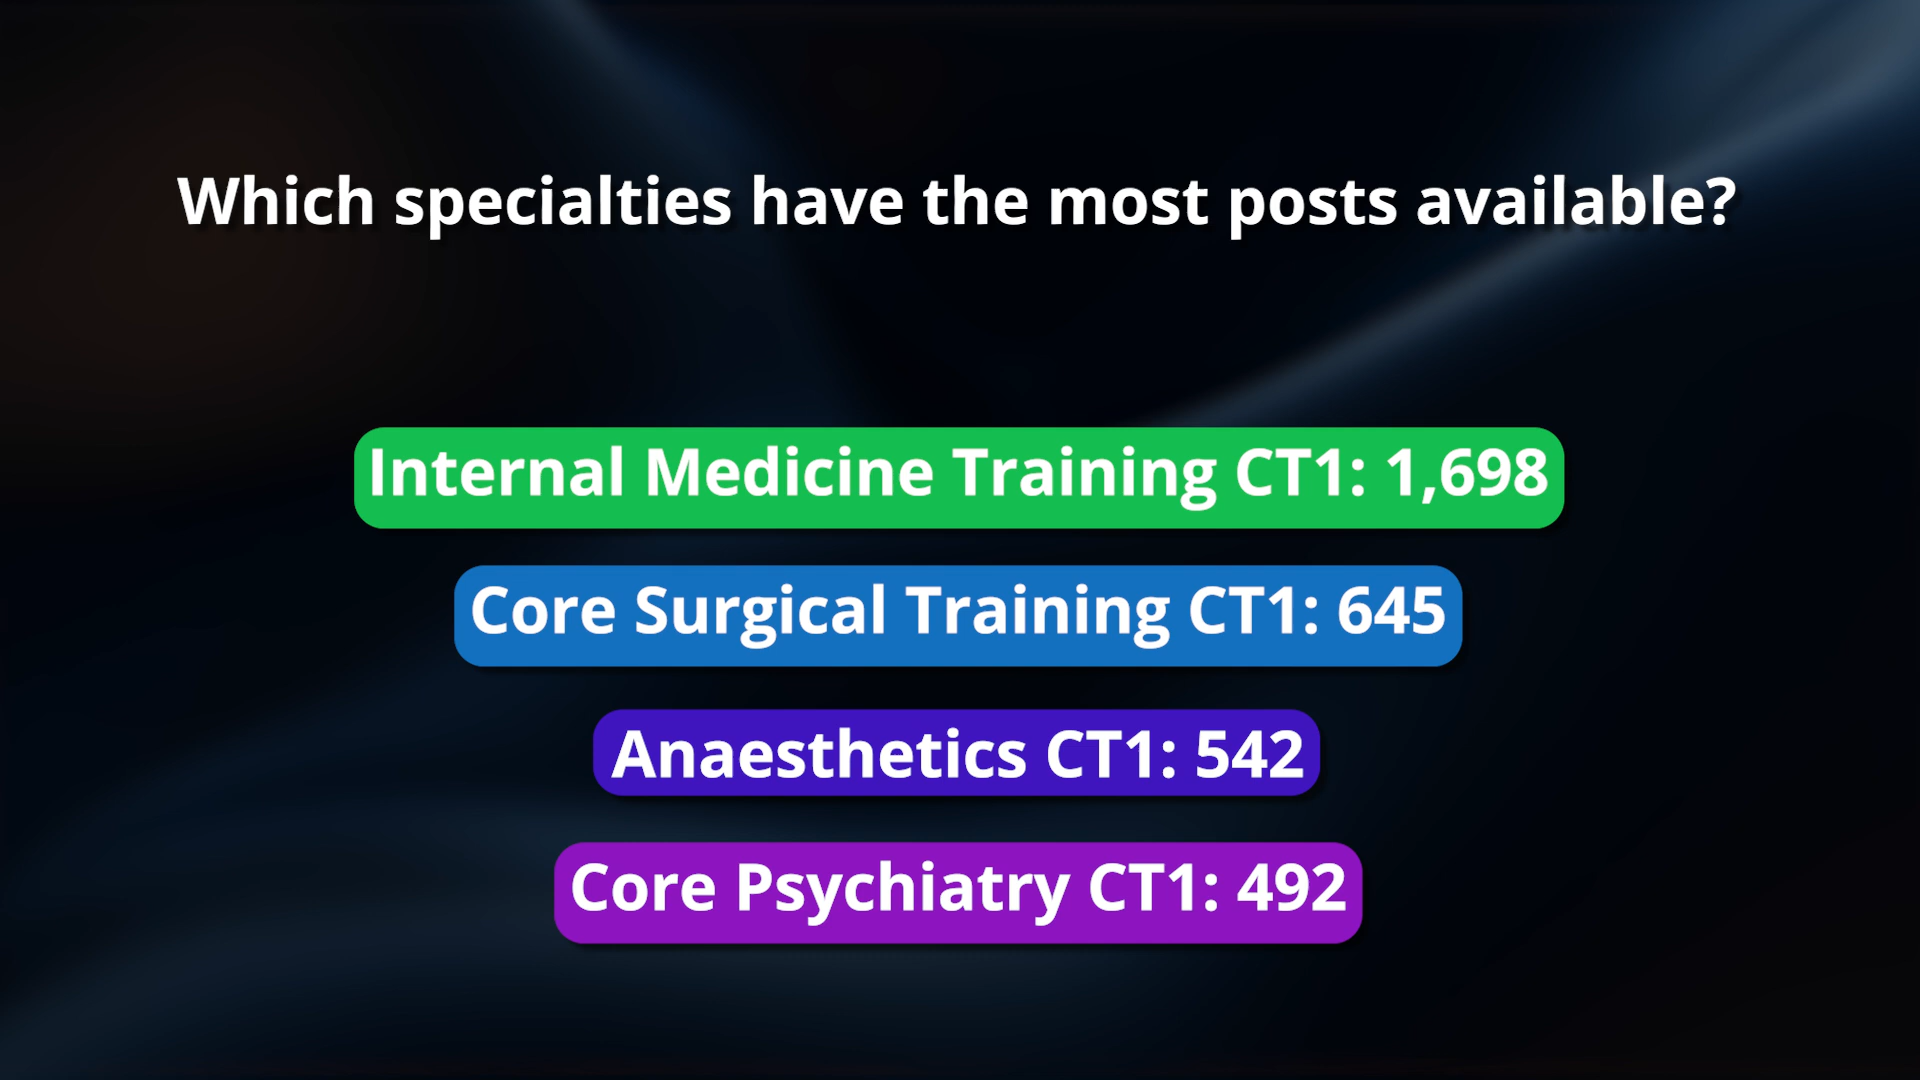 Which specialties have the most posts available?
Internal Medicine Training CT1: 1,698
Core Surgical Training CT1: 645
Anaesthetics CT1: 542
Core Psychiatry CT1: 492